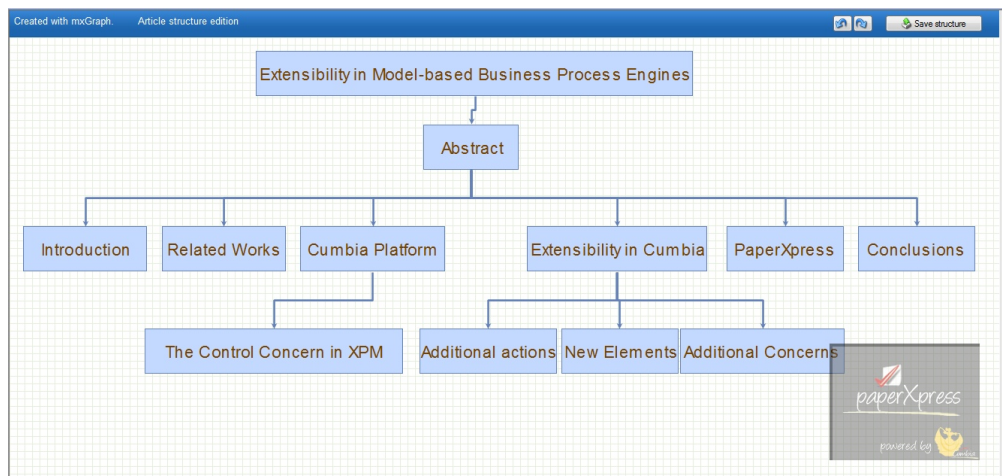 Created with mxGraph. Article structure edition Save structure
Extensibility in Model-based Business Process Engines
Abstract
Introduction Related Works Cumbia Platform Extensibility in Cumbia PaperXpress Conclusions
The Control Concern in XPM Additional actions New Elements Additional Concerns
paperXpress
powered by Cumbia